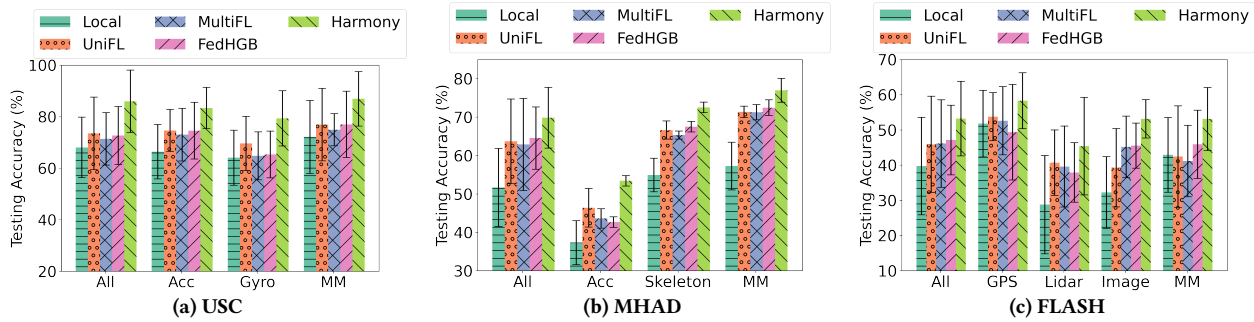 Local MultiFL Harmony
UniFL FedHGB
Testing Accuracy (%)
100
80
60
40
20
All Acc Gyro MM
(a) USC
Local MultiFL Harmony
UniFL FedHGB
Testing Accuracy (%)
80
70
60
50
40
30
All Acc Skeleton MM
(b) MHAD
Local MultiFL Harmony
UniFL FedHGB
Testing Accuracy (%)
70
60
50
40
30
20
10
All GPS Lidar Image MM
(c) FLASH